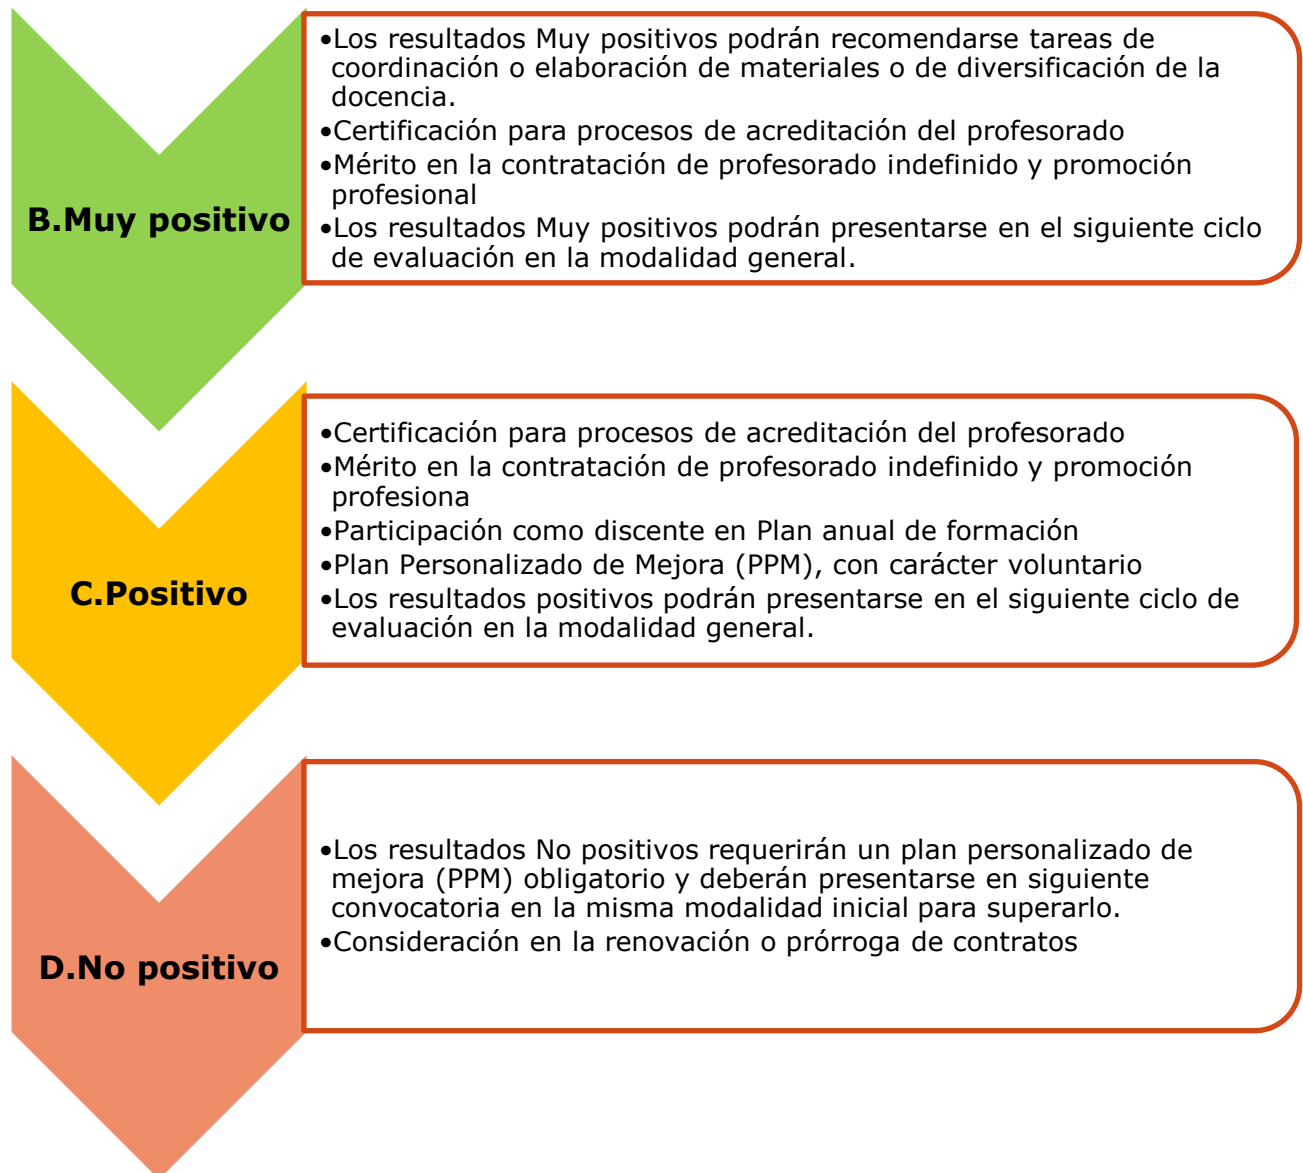 B.Muy positivo
•Los resultados Muy positivos podrán recomendarse tareas de
coordinación o elaboración de materiales o de diversificación de la
docencia.
•Certificación para procesos de acreditación del profesorado
•Mérito en la contratación de profesorado indefinido y promoción
profesional
•Los resultados Muy positivos podrán presentarse en el siguiente ciclo
de evaluación en la modalidad general.
C.Positivo
•Certificación para procesos de acreditación del profesorado
•Mérito en la contratación de profesorado indefinido y promoción
profesiona
•Participación como discente en Plan anual de formación
•Plan Personalizado de Mejora (PPM), con carácter voluntario
•Los resultados positivos podrán presentarse en el siguiente ciclo de
evaluación en la modalidad general.
D.No positivo
•Los resultados No positivos requerirán un plan personalizado de
mejora (PPM) obligatorio y deberán presentarse en siguiente
convocatoria en la misma modalidad inicial para superarlo.
•Consideración en la renovación o prórroga de contratos